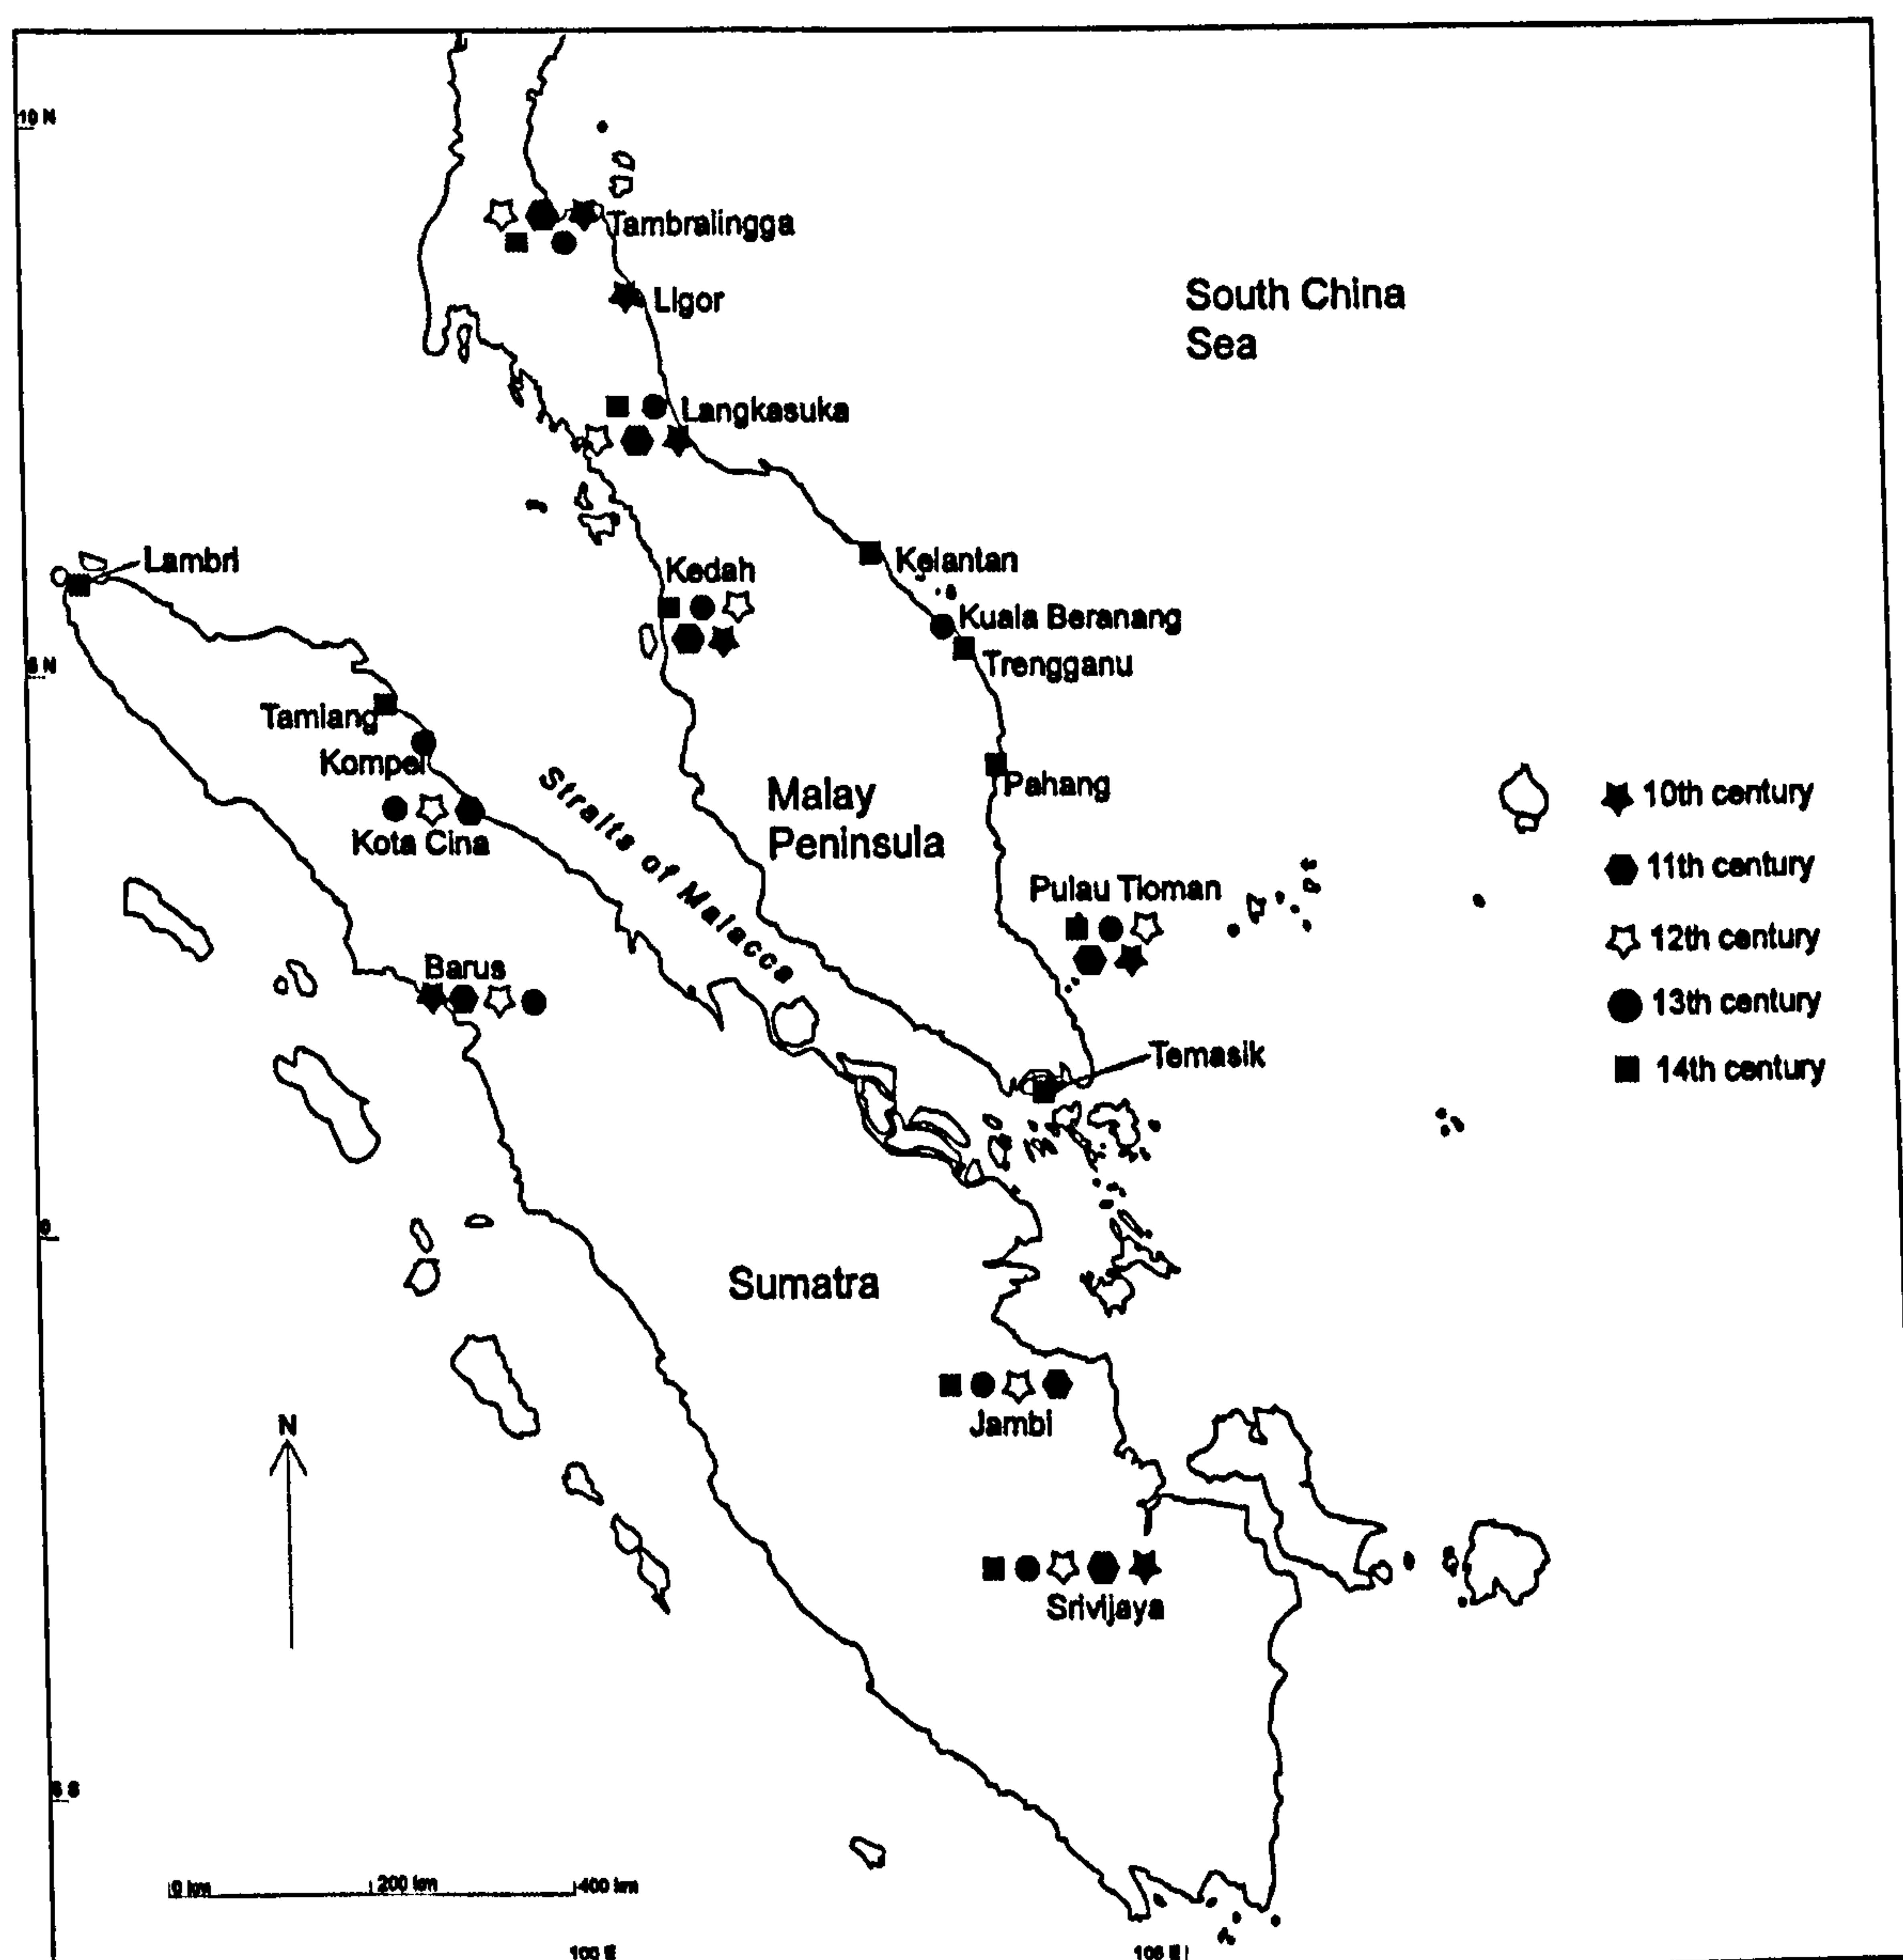 10 N
Tambralingga
Ligor
South China
Sea
Langkasuka
Lambri
Kedah
Kelantan
Kuala Beranang
Trengganu
5 N
Tamiang
Kompei
Kota Cina
Straits of Malacca
Malay
Peninsula
Pahang
Pulau Tioman
10th century
11th century
12th century
13th century
14th century
Barus
Temasik
0
Sumatra
Jambi
N
Srivijaya
5 S
0 km 200 km 400 km
100 E 105 E